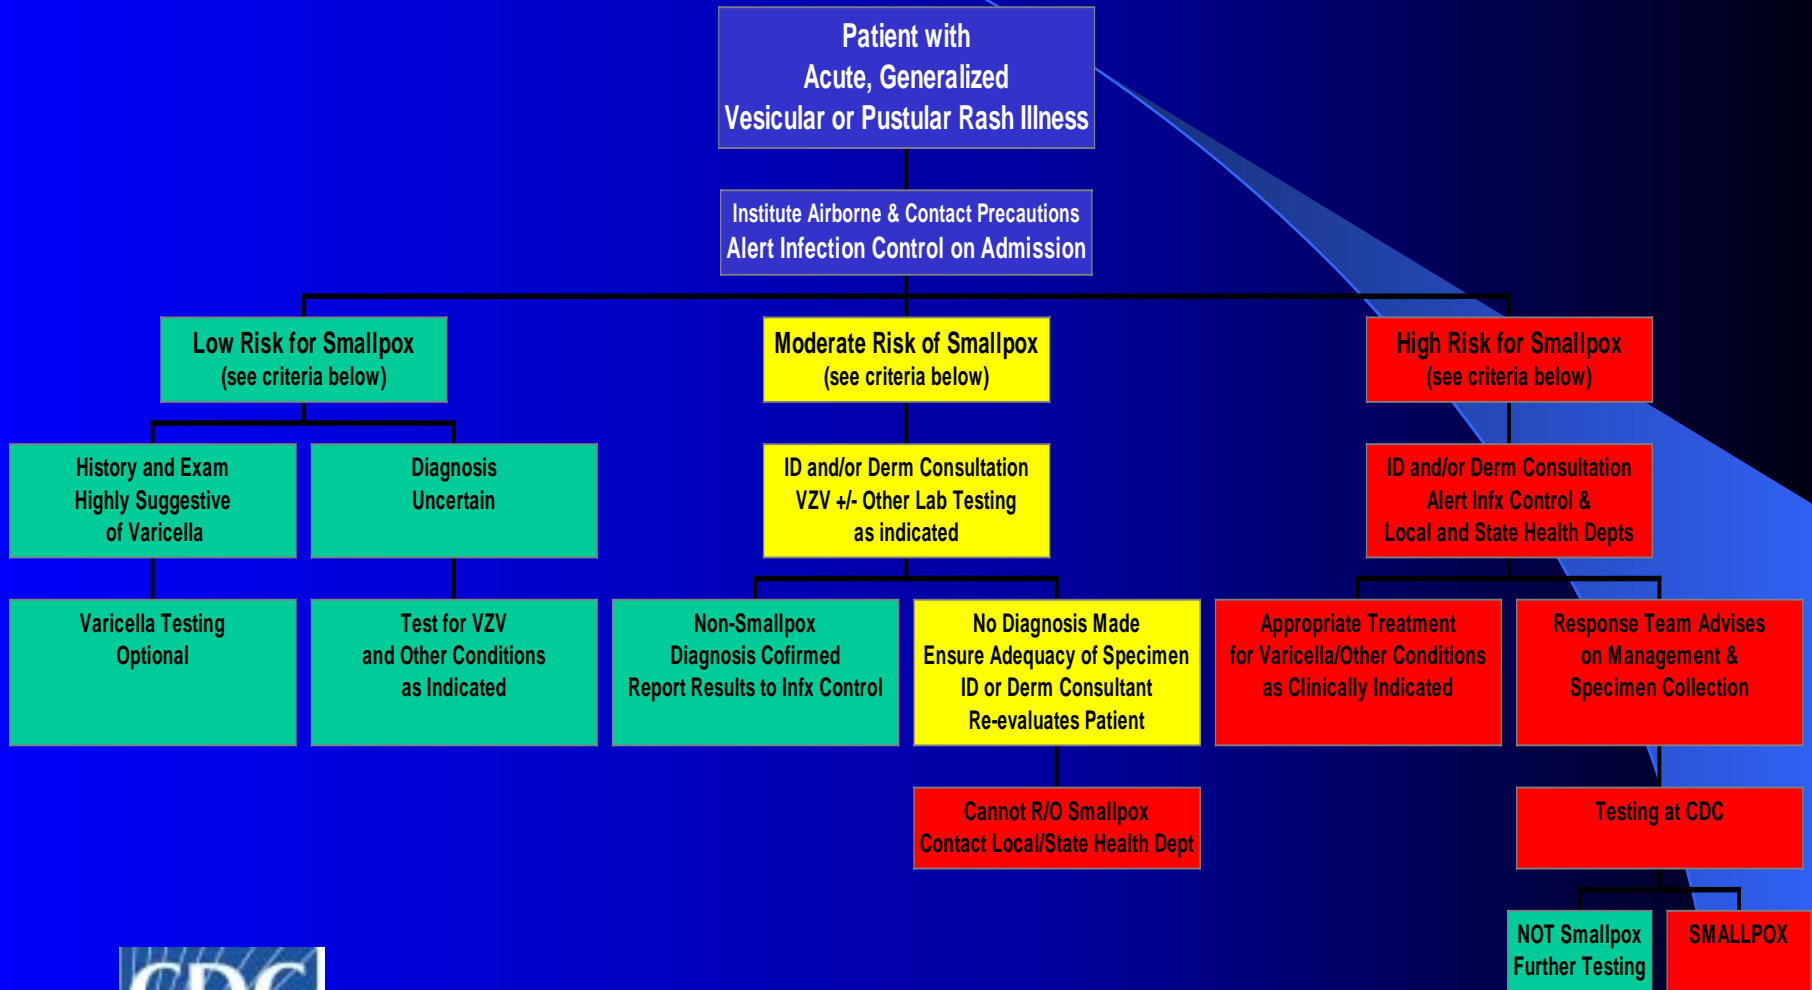 Patient with
Acute, Generalized
Vesicular or Pustular Rash Illness
Institute Airborne & Contact Precautions
Alert Infection Control on Admission
Low Risk for Smallpox
(see criteria below)
Moderate Risk of Smallpox
(see criteria below)
High Risk for Smallpox
(see criteria below)
History and Exam
Highly Suggestive
of Varicella
Diagnosis
Uncertain
ID and/or Derm Consultation
VZV +/- Other Lab Testing
as indicated
ID and/or Derm Consultation
Alert Infx Control &
Local and State Health Depts
Varicella Testing
Optional
Test for VZV
and Other Conditions
as Indicated
Non-Smallpox
Diagnosis Cofirmed
Report Results to Infx Control
No Diagnosis Made
Ensure Adequacy of Specimen
ID or Derm Consultant
Re-evaluates Patient
Appropriate Treatment
for Varicella/Other Conditions
as Clinically Indicated
Response Team Advises
on Management &
Specimen Collection
Cannot R/O Smallpox
Contact Local/State Health Dept
Testing at CDC
NOT Smallpox
Further Testing
SMALLPOX
CDC